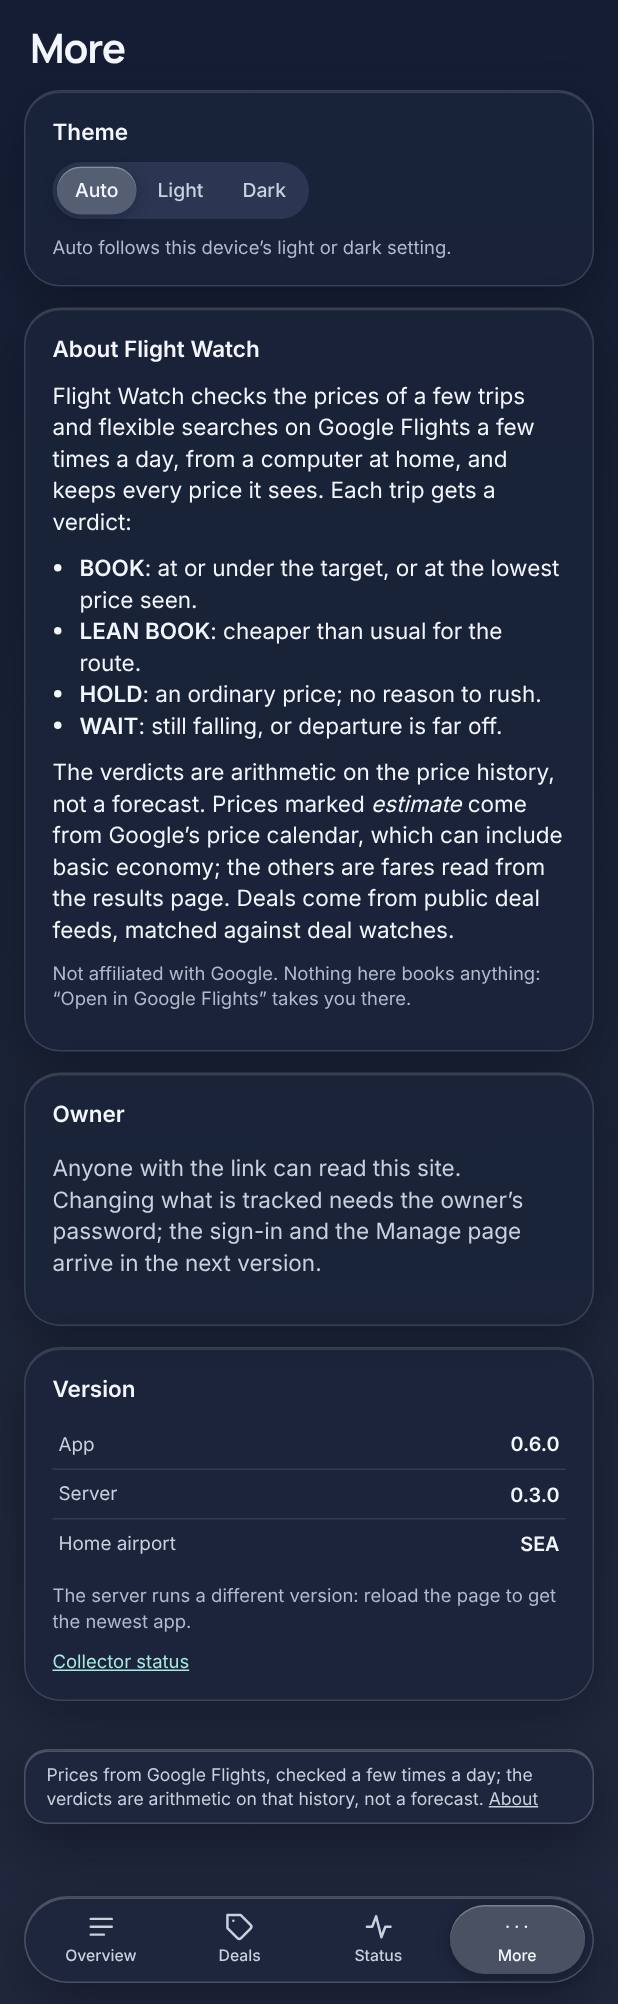 More
Theme
Auto Light Dark
Auto follows this device’s light or dark setting.
About Flight Watch
Flight Watch checks the prices of a few trips
and flexible searches on Google Flights a few
times a day, from a computer at home, and
keeps every price it sees. Each trip gets a
verdict:
• BOOK: at or under the target, or at the lowest
price seen.
• LEAN BOOK: cheaper than usual for the
route.
• HOLD: an ordinary price; no reason to rush.
• WAIT: still falling, or departure is far off.
The verdicts are arithmetic on the price history,
not a forecast. Prices marked estimate come
from Google’s price calendar, which can include
basic economy; the others are fares read from
the results page. Deals come from public deal
feeds, matched against deal watches.
Not affiliated with Google. Nothing here books anything:
“Open in Google Flights” takes you there.
Owner
Anyone with the link can read this site.
Changing what is tracked needs the owner’s
password; the sign-in and the Manage page
arrive in the next version.
Version
App 0.6.0
Server 0.3.0
Home airport SEA
The server runs a different version: reload the page to get
the newest app.
Collector status
Prices from Google Flights, checked a few times a day; the
verdicts are arithmetic on that history, not a forecast. About
Overview Deals Status More